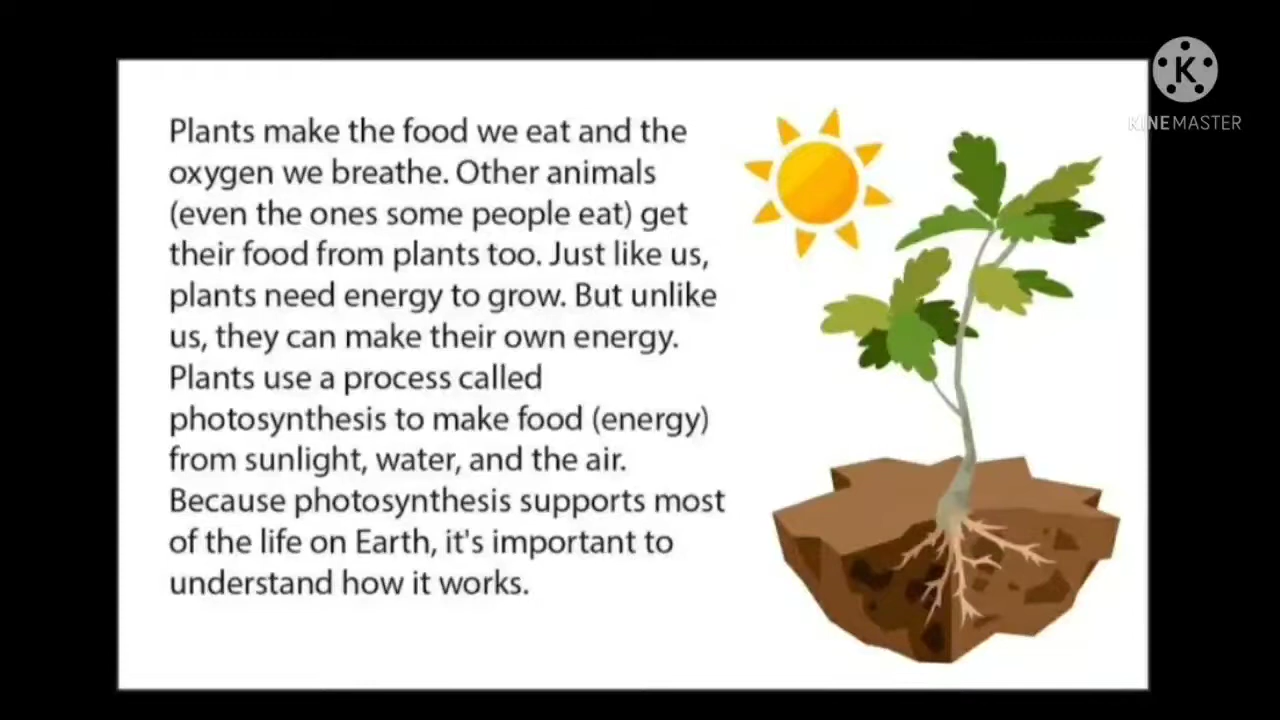 Plants make the food we eat and the
oxygen we breathe. Other animals
(even the ones some people eat) get
their food from plants too. Just like us,
plants need energy to grow. But unlike
us, they can make their own energy.
Plants use a process called
photosynthesis to make food (energy)
from sunlight, water, and the air.
Because photosynthesis supports most
of the life on Earth, it's important to
understand how it works.
K
KINEMASTER